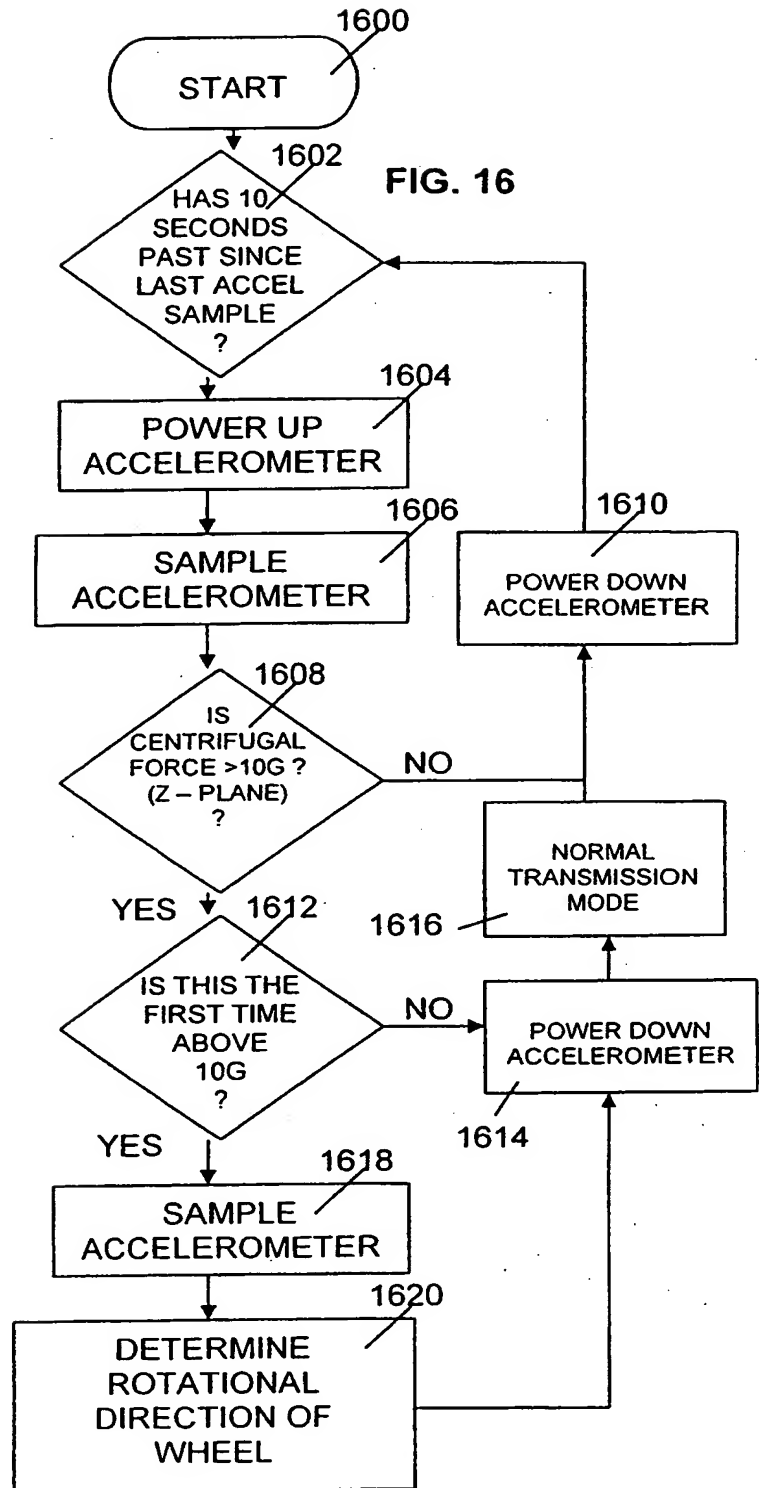 1600
START
1602
FIG. 16
HAS 10
SECONDS
PAST SINCE
LAST ACCEL
SAMPLE
?
1604
POWER UP
ACCELEROMETER
1606
SAMPLE
ACCELEROMETER
1610
POWER DOWN
ACCELEROMETER
1608
IS
CENTRIFUGAL
FORCE >10G ?
(Z – PLANE)
?
NO
NORMAL
TRANSMISSION
MODE
1616
YES
1612
IS THIS THE
FIRST TIME
ABOVE
10G
?
NO
POWER DOWN
ACCELEROMETER
1614
YES
1618
SAMPLE
ACCELEROMETER
1620
DETERMINE
ROTATIONAL
DIRECTION OF
WHEEL